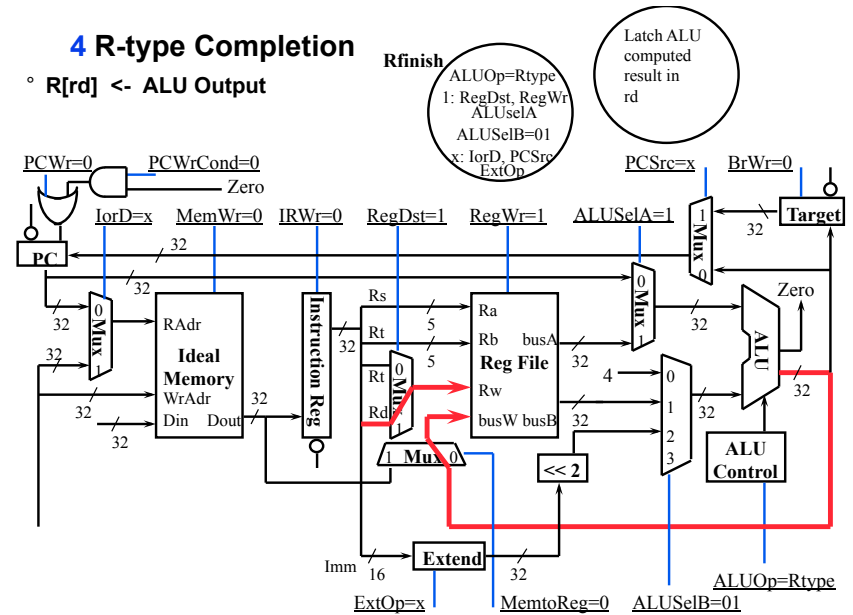 4 R-type Completion
° R[rd] <- ALU Output
Rfinish
ALUOp=Rtype
1: RegDst, RegWr
ALUselA
ALUSelB=01
x: IorD, PCSrc
ExtOp
Latch ALU
computed
result in
rd
PCWr=0
PCWrCond=0
Zero
PCSrc=x
BrWr=0
IorD=x
MemWr=0
IRWr=0
RegDst=1
RegWr=1
ALUSelA=1
PC
32
32
32
32
32
32
32
0
Mux
1
RAdr
Ideal
Memory
WrAdr
Din
Dout
32
Instruction Reg
32
Rs
Rt
Rt
Rd
5
5
0
Mux
1
1 Mux 0
Ra
Rb
busA
Reg File
Rw
busW
busB
32
32
0
Mux
1
32
1
Mux
0
32
Target
Zero
ALU
32
4
0
1
2
3
32
<< 2
ALU
Control
Imm
16
Extend
32
ExtOp=x
MemtoReg=0
ALUSelB=01
ALUOp=Rtype